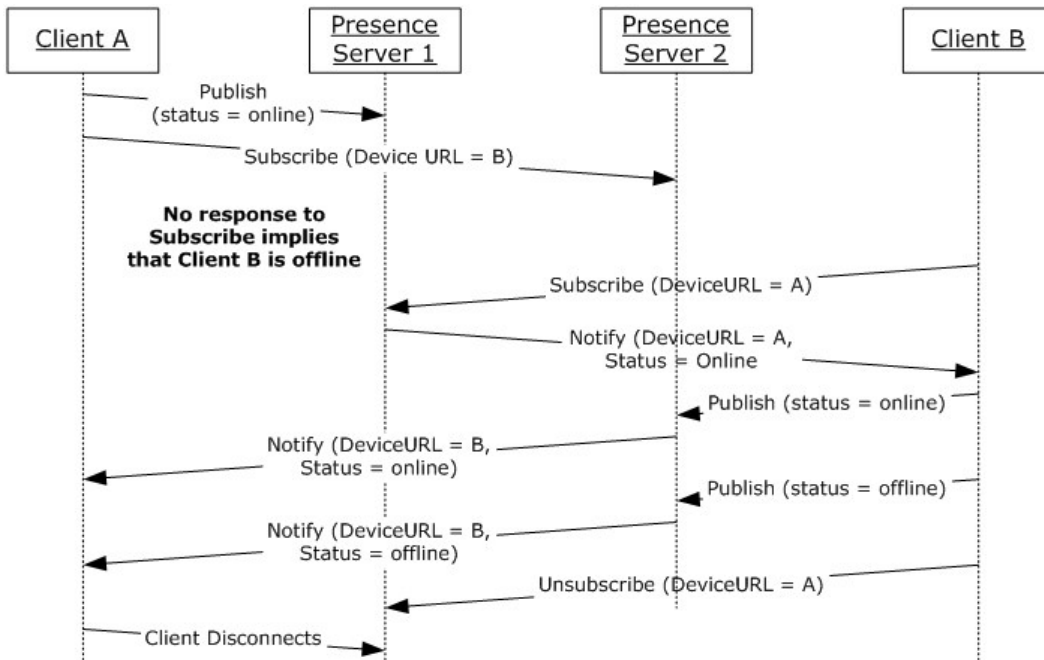 Client A
Presence
Server 1
Presence
Server 2
Client B
Publish
(status = online)
Subscribe (Device URL = B)
No response to
Subscribe implies
that Client B is offline
Subscribe (DeviceURL = A)
Notify (DeviceURL = A,
Status = Online
Publish (status = online)
Notify (DeviceURL = B,
Status = online)
Publish (status = offline)
Notify (DeviceURL = B,
Status = offline)
Unsubscribe (DeviceURL = A)
Client Disconnects